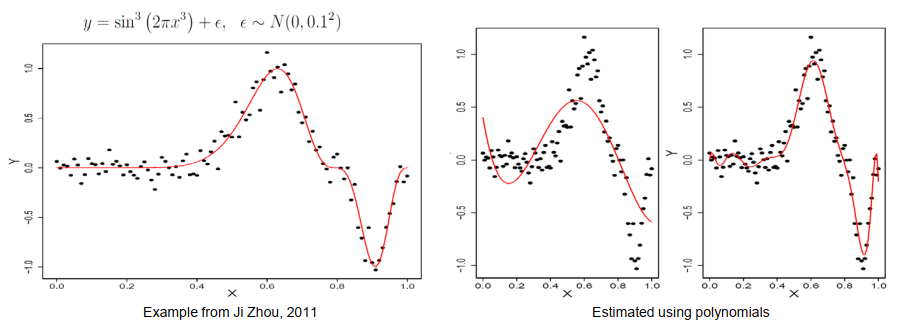 y = sin³ (2πx³) + ϵ, ϵ ∼ N(0, 0.1²)
Y
1.0
0.5
0.0
-0.5
-1.0
0.0 0.2 0.4 0.6 0.8 1.0
X
Example from Ji Zhou, 2011
1.0
0.5
0.0
-0.5
-1.0
0.0 0.2 0.4 0.6 0.8 1.0
X
Y
1.0
0.5
0.0
-0.5
-1.0
0.0 0.2 0.4 0.6 0.8 1.0
X
Estimated using polynomials